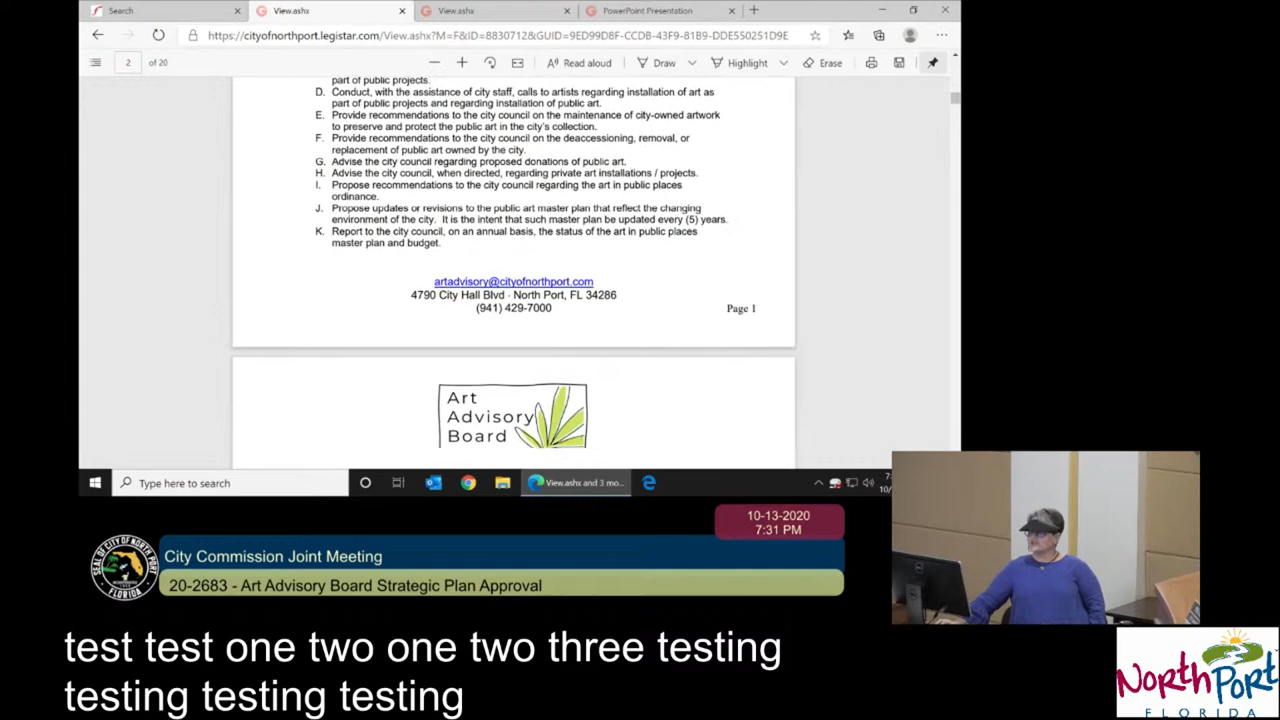 Search
View.ashx
View.ashx
PowerPoint Presentation
https://cityofnorthport.legistar.com/View.ashx?M=F&ID=8830712&GUID=9ED99D8F-CCDB-43F9-81B9-DDE550251D9E
2 of 20
Read aloud
Draw
Highlight
Erase
part of public projects.
D. Conduct, with the assistance of city staff, calls to artists regarding installation of art as
part of public projects and regarding installation of public art.
E. Provide recommendations to the city council on the maintenance of city-owned artwork
to preserve and protect the public art in the city's collection.
F. Provide recommendations to the city council on the deaccessioning, removal, or
replacement of public art owned by the city.
G. Advise the city council regarding proposed donations of public art.
H. Advise the city council, when directed, regarding private art installations / projects.
I. Propose recommendations to the city council regarding the art in public places
ordinance.
J. Propose updates or revisions to the public art master plan that reflect the changing
environment of the city. It is the intent that such master plan be updated every (5) years.
K. Report to the city council, on an annual basis, the status of the art in public places
master plan and budget.
artadvisory@cityofnorthport.com
4790 City Hall Blvd · North Port, FL 34286
(941) 429-7000
Page 1
Art
Advisory
Board
Type here to search
View.ashx and 3 mo...
10-13-2020
7:31 PM
City Commission Joint Meeting
20-2683 - Art Advisory Board Strategic Plan Approval
test test one two one two three testing
testing testing testing
North Port
FLORIDA